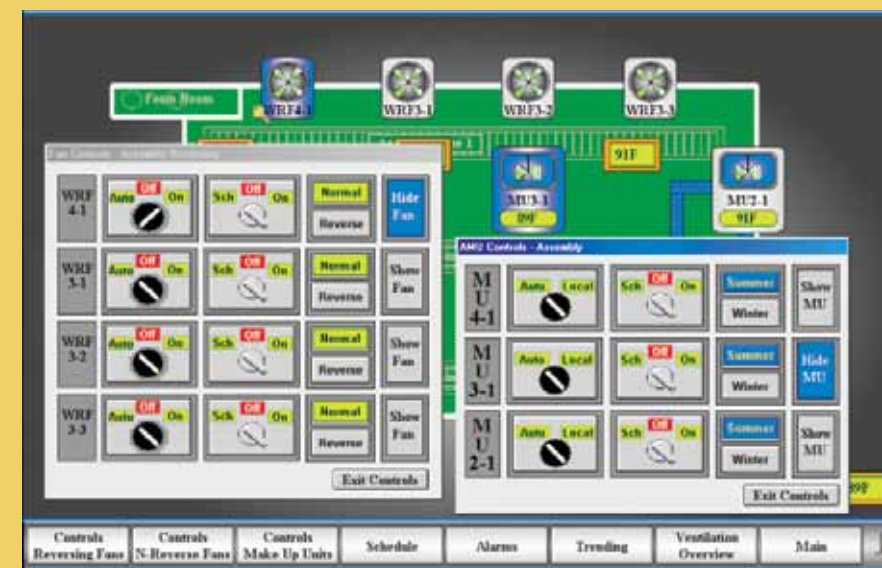 Foam Room
WRF4-1
WRF3-1
WRF3-2
WRF3-3
91F
MU3-1
89F
MU2-1
91F
WRF
4-1
Auto Off On
Sch Off On
Normal
Reverse
Hide
Fan
WRF
3-1
Auto Off On
Sch Off On
Normal
Reverse
Show
Fan
WRF
3-2
Auto Off On
Sch Off On
Normal
Reverse
Show
Fan
WRF
3-3
Auto Off On
Sch Off On
Normal
Reverse
Show
Fan
Exit Controls
AMU Controls - Assembly
M
U
4-1
Auto Local
Sch Off On
Summer
Winter
Show
MU
M
U
3-1
Auto Local
Sch Off On
Summer
Winter
Hide
MU
M
U
2-1
Auto Local
Sch Off On
Summer
Winter
Show
MU
Exit Controls
89F
Controls
Reversing Fans
Controls
N-Reverse Fans
Controls
Make Up Units
Schedule
Alarms
Trending
Ventilation
Overview
Main